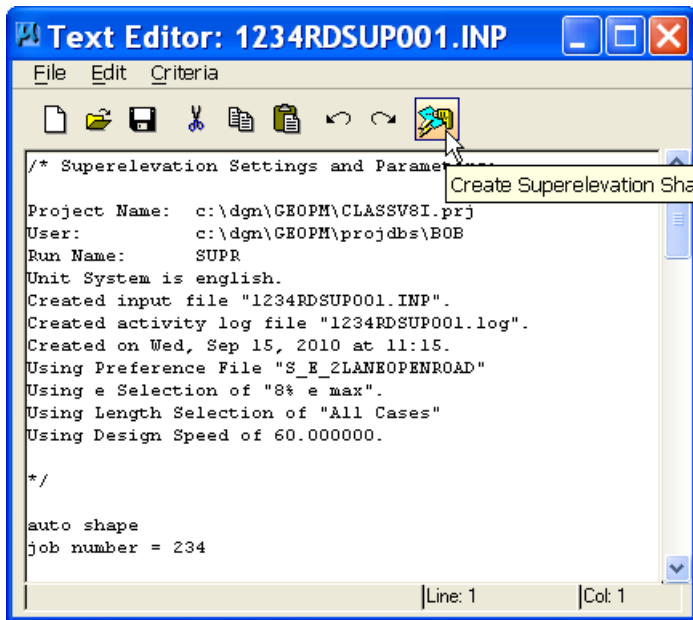 Text Editor: 1234RDSUP001.INP
File Edit Criteria
/* Superelevation Settings and
Create Superelevation Sha
Project Name: c:\dgn\GEOPM\CLASSV8I.prj
User: c:\dgn\GEOPM\projdbs\BOB
Run Name: SUPR
Unit System is english.
Created input file "1234RDSUP001.INP".
Created activity log file "1234RDSUP001.log".
Created on Wed, Sep 15, 2010 at 11:15.
Using Preference File "S_E_2LANEOPENROAD"
Using e Selection of "8% e max".
Using Length Selection of "All Cases"
Using Design Speed of 60.000000.
*/
auto shape
job number = 234
Line: 1 Col: 1